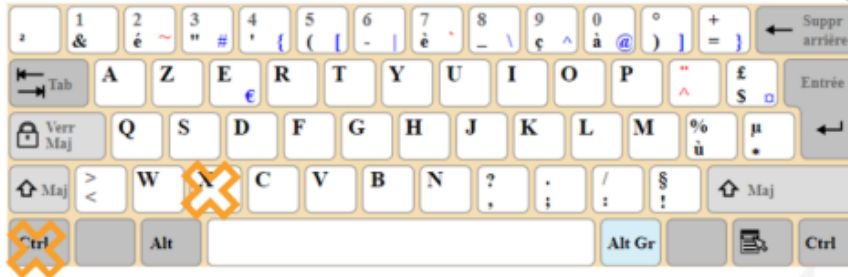 ² 1 & 2 é ~ 3 " # 4 ' { 5 ( [ 6 - | 7 è ` 8 _ \ 9 ç ^ 0 à @ ° ) ] + = } Suppr arrière
Tab A Z E € R T Y U I O P ¨ ^ £ $ ¤ Entrée
Verr Maj Q S D F G H J K L M % ù µ *
Maj > < W X C V B N ? , . ; / : § ! Maj
Ctrl Alt Alt Gr Ctrl